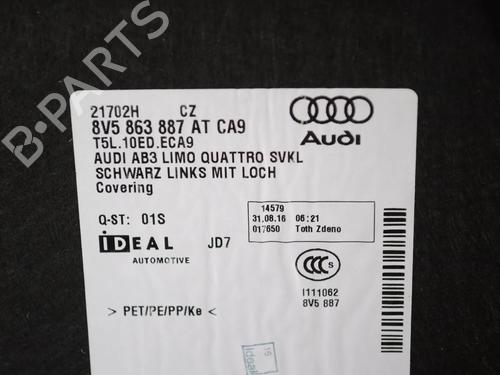 B-PARTS
21702H CZ
8V5 863 887 AT CA9
T5L.10ED.ECA9
AUDI AB3 LIMO QUATTRO SVKL
SCHWARZ LINKS MIT LOCH
Covering
Audi
Q-ST: 01S
14579
31.08.16 06:21
017650 Toth Zdeno
iDEAL JD7
AUTOMOTIVE
CCC S
I111062
8V5 887
> PET/PE/PP/Ke <